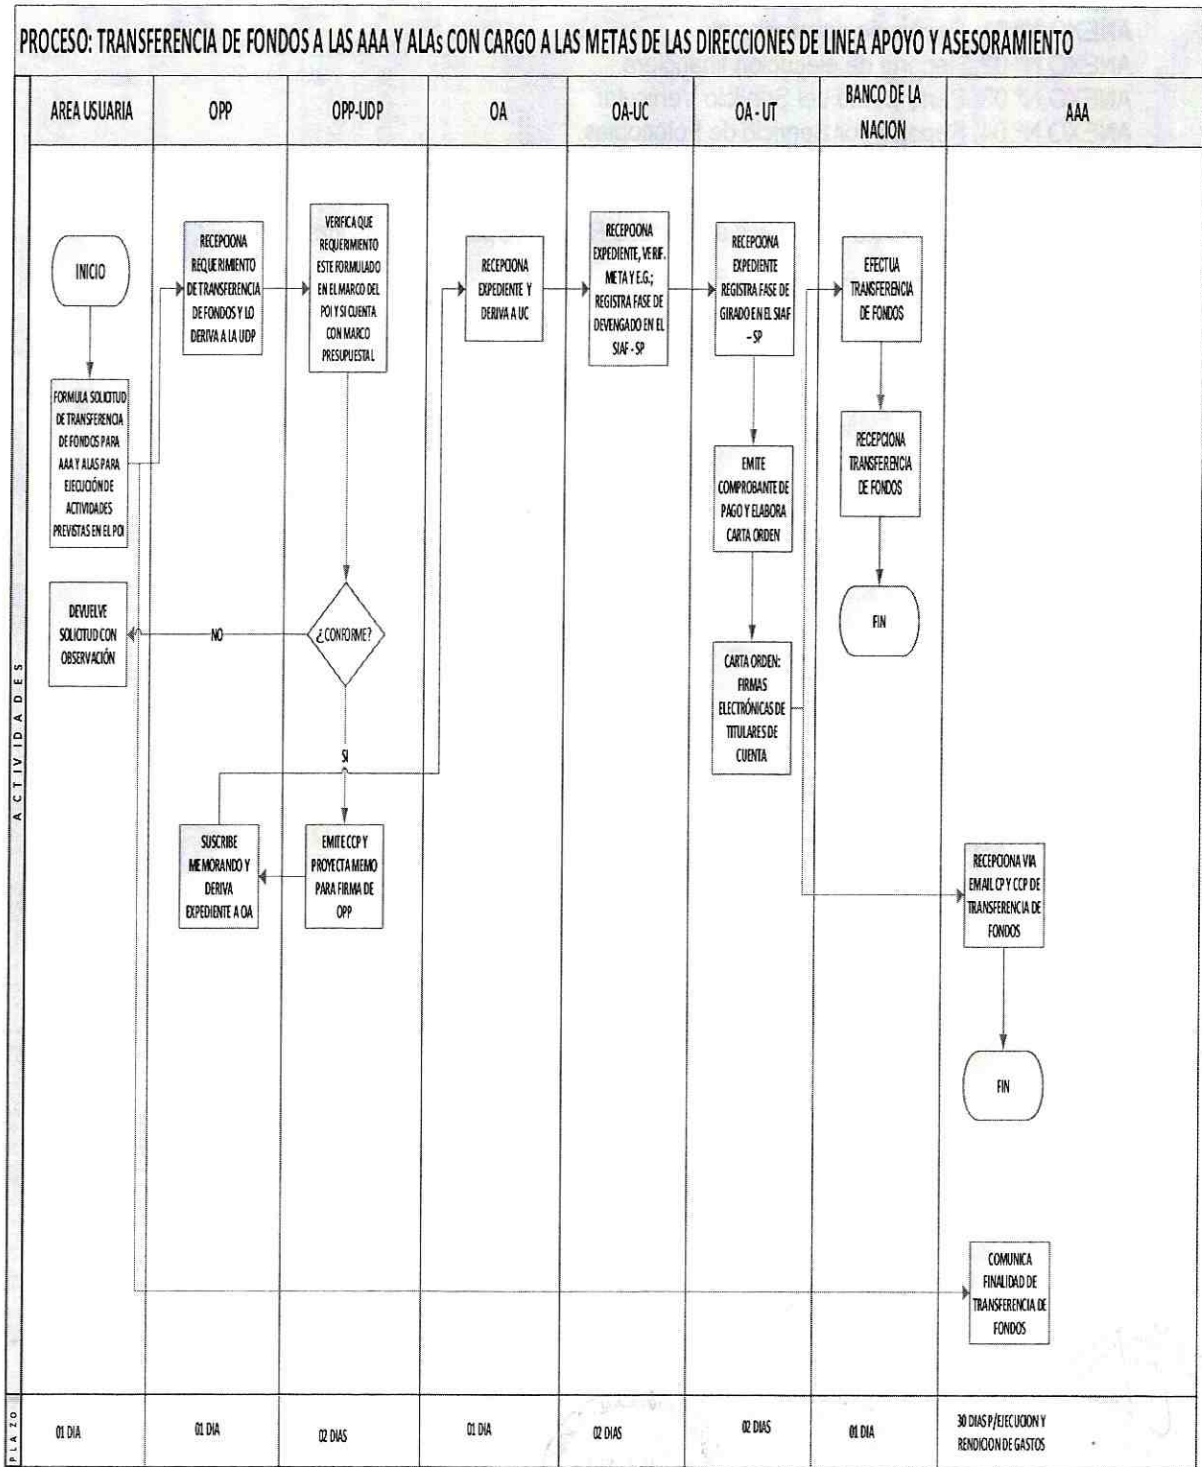 PROCESO: TRANSFERENCIA DE FONDOS A LAS AAA Y ALAs CON CARGO A LAS METAS DE LAS DIRECCIONES DE LINEA APOYO Y ASESORAMIENTO
AREA USUARIA
OPP
OPP-UDP
OA
OA-UC
OA - UT
BANCO DE LA
NACION
AAA
ACTIVIDADES
INICIO
FORMULA SOLICITUD
DE TRANSFERENCIA
DE FONDOS PARA
AAA Y ALAS PARA
EJECUCIÓN DE
ACTIVIDADES
PREVISTAS EN EL POI
DEVUELVE
SOLICITUD CON
OBSERVACIÓN
RECEPCIONA
REQUERIMIENTO
DE TRANSFERENCIA
DE FONDOS Y LO
DERIVA A LA UDP
NO
SUSCRIBE
MEMORANDO Y
DERIVA
EXPEDIENTE A OA
VERIFICA QUE
REQUERIMIENTO
ESTE FORMULADO
EN EL MARCO DEL
POI Y SI CUENTA
CON MARCO
PRESUPUESTAL
¿CONFORME?
SI
EMITE CCP Y
PROYECTA MEMO
PARA FIRMA DE
OPP
RECEPCIONA
EXPEDIENTE Y
DERIVA A UC
RECEPCIONA
EXPEDIENTE, VERIF.
META Y E.G.;
REGISTRA FASE DE
DEVENGADO EN EL
SIAF - SP
RECEPCIONA
EXPEDIENTE
REGISTRA FASE DE
GIRADO EN EL SIAF
– SP
EMITE
COMPROBANTE DE
PAGO Y ELABORA
CARTA ORDEN
CARTA ORDEN:
FIRMAS
ELECTRÓNICAS DE
TITULARES DE
CUENTA
EFECTUA
TRANSFERENCIA
DE FONDOS
RECEPCIONA
TRANSFERENCIA
DE FONDOS
FIN
RECEPCIONA VIA
EMAIL CP Y CCP DE
TRANSFERENCIA DE
FONDOS
FIN
COMUNICA
FINALIDAD DE
TRANSFERENCIA DE
FONDOS
PLAZO
01 DIA
01 DIA
02 DIAS
01 DIA
02 DIAS
02 DIAS
01 DIA
30 DIAS P/EJECUCION Y
RENDICION DE GASTOS